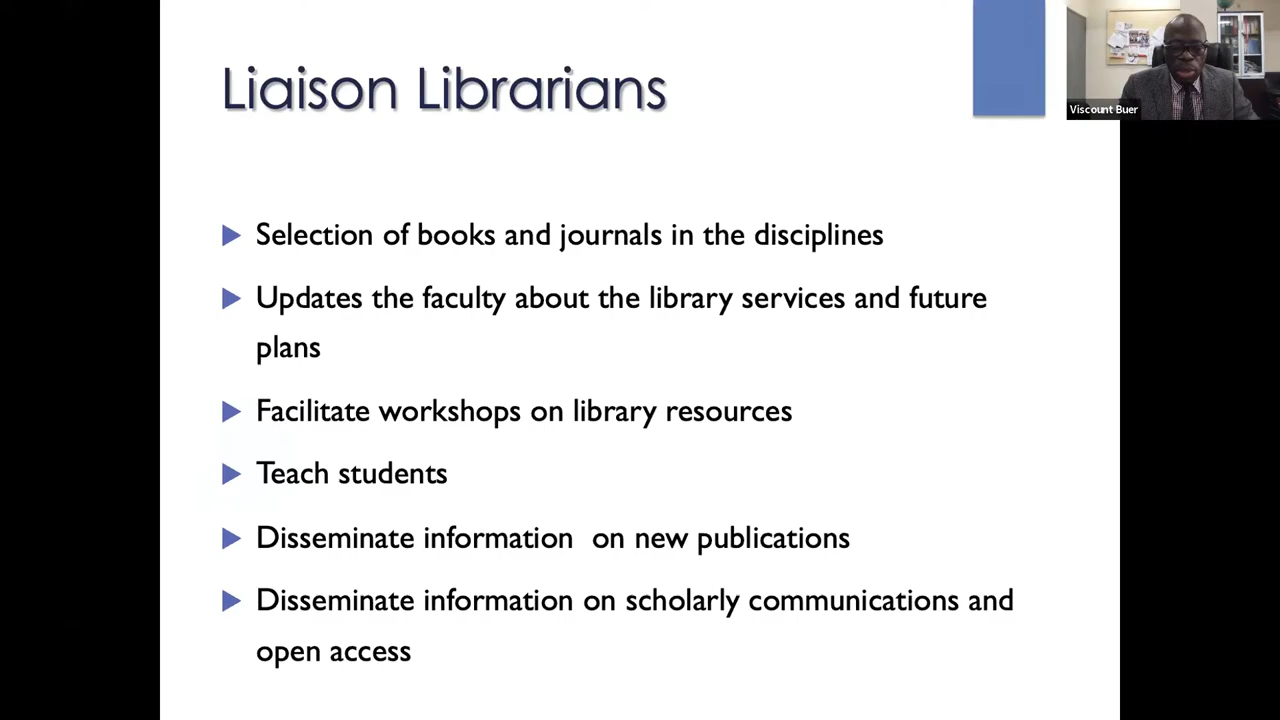 Liaison Librarians
Viscount Buer
Selection of books and journals in the disciplines
Updates the faculty about the library services and future
plans
Facilitate workshops on library resources
Teach students
Disseminate information  on new publications
Disseminate information on scholarly communications and
open access